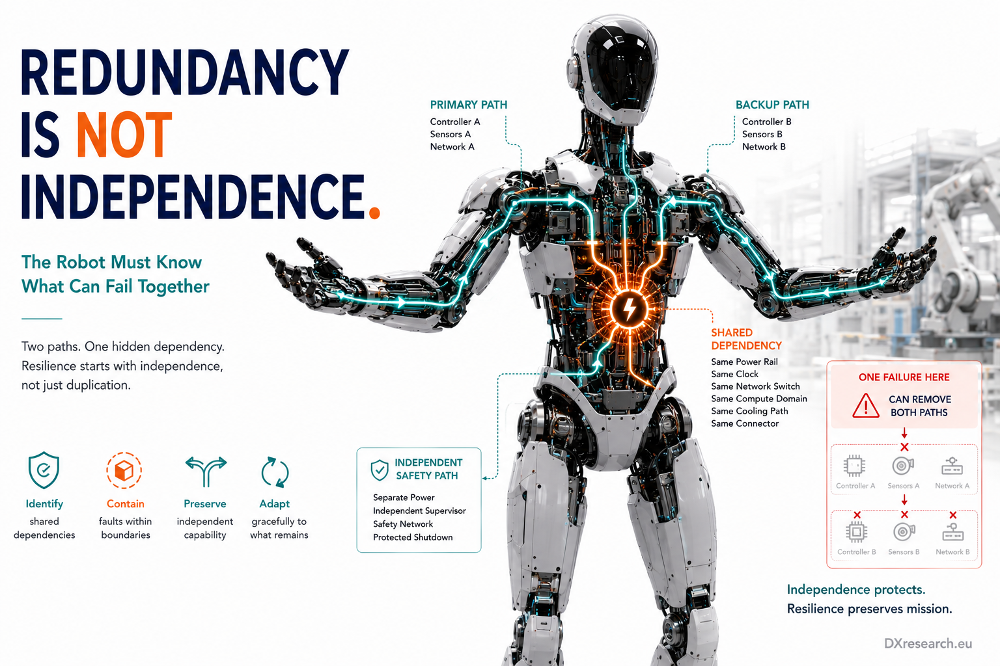 REDUNDANCY
IS NOT
INDEPENDENCE.
The Robot Must Know
What Can Fail Together
Two paths. One hidden dependency.
Resilience starts with independence,
not just duplication.
Identify
shared
dependencies
Contain
faults within
boundaries
Preserve
independent
capability
Adapt
gracefully to
what remains
PRIMARY PATH
Controller A
Sensors A
Network A
BACKUP PATH
Controller B
Sensors B
Network B
SHARED
DEPENDENCY
Same Power Rail
Same Clock
Same Network Switch
Same Compute Domain
Same Cooling Path
Same Connector
INDEPENDENT
SAFETY PATH
Separate Power
Independent Supervisor
Safety Network
Protected Shutdown
ONE FAILURE HERE
CAN REMOVE
BOTH PATHS
Controller A
Sensors A
Network A
Controller B
Sensors B
Network B
Independence protects.
Resilience preserves mission.
DXresearch.eu